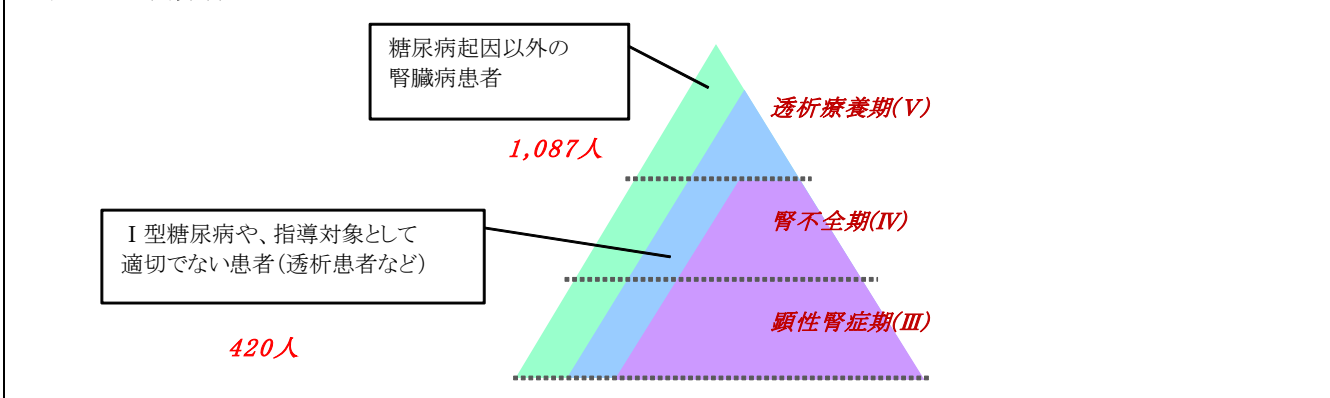 糖尿病起因以外の
腎臓病患者
透析療養期(Ⅴ)
1,087人
Ⅰ型糖尿病や、指導対象として
適切でない患者(透析患者など)
腎不全期(Ⅳ)
顕性腎症期(Ⅲ)
420人